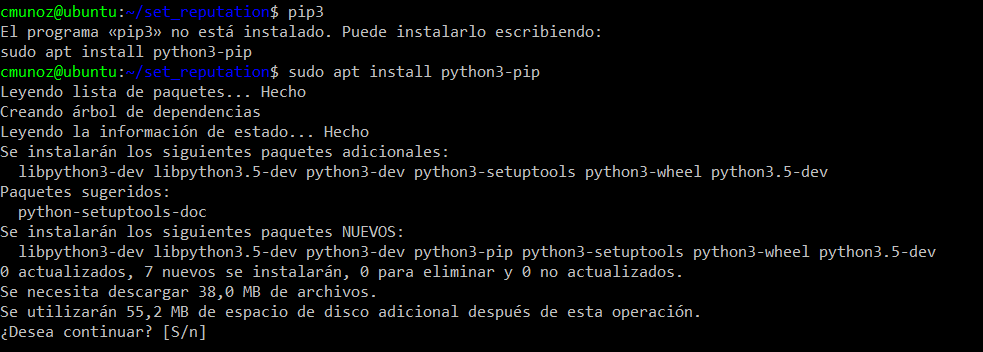 cmunoz@ubuntu:~/set_reputation$ pip3
El programa «pip3» no está instalado. Puede instalarlo escribiendo:
sudo apt install python3-pip
cmunoz@ubuntu:~/set_reputation$ sudo apt install python3-pip
Leyendo lista de paquetes... Hecho
Creando árbol de dependencias
Leyendo la información de estado... Hecho
Se instalarán los siguientes paquetes adicionales:
  libpython3-dev libpython3.5-dev python3-dev python3-setuptools python3-wheel python3.5-dev
Paquetes sugeridos:
  python-setuptools-doc
Se instalarán los siguientes paquetes NUEVOS:
  libpython3-dev libpython3.5-dev python3-dev python3-pip python3-setuptools python3-wheel python3.5-dev
0 actualizados, 7 nuevos se instalarán, 0 para eliminar y 0 no actualizados.
Se necesita descargar 38,0 MB de archivos.
Se utilizarán 55,2 MB de espacio de disco adicional después de esta operación.
¿Desea continuar? [S/n]